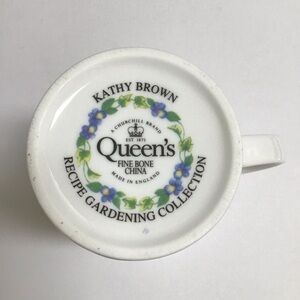 KATHY BROWN
A CHURCHILL BRAND
EST 1875
Queen's
FINE BONE
CHINA
MADE IN ENGLAND
RECIPE GARDENING COLLECTION